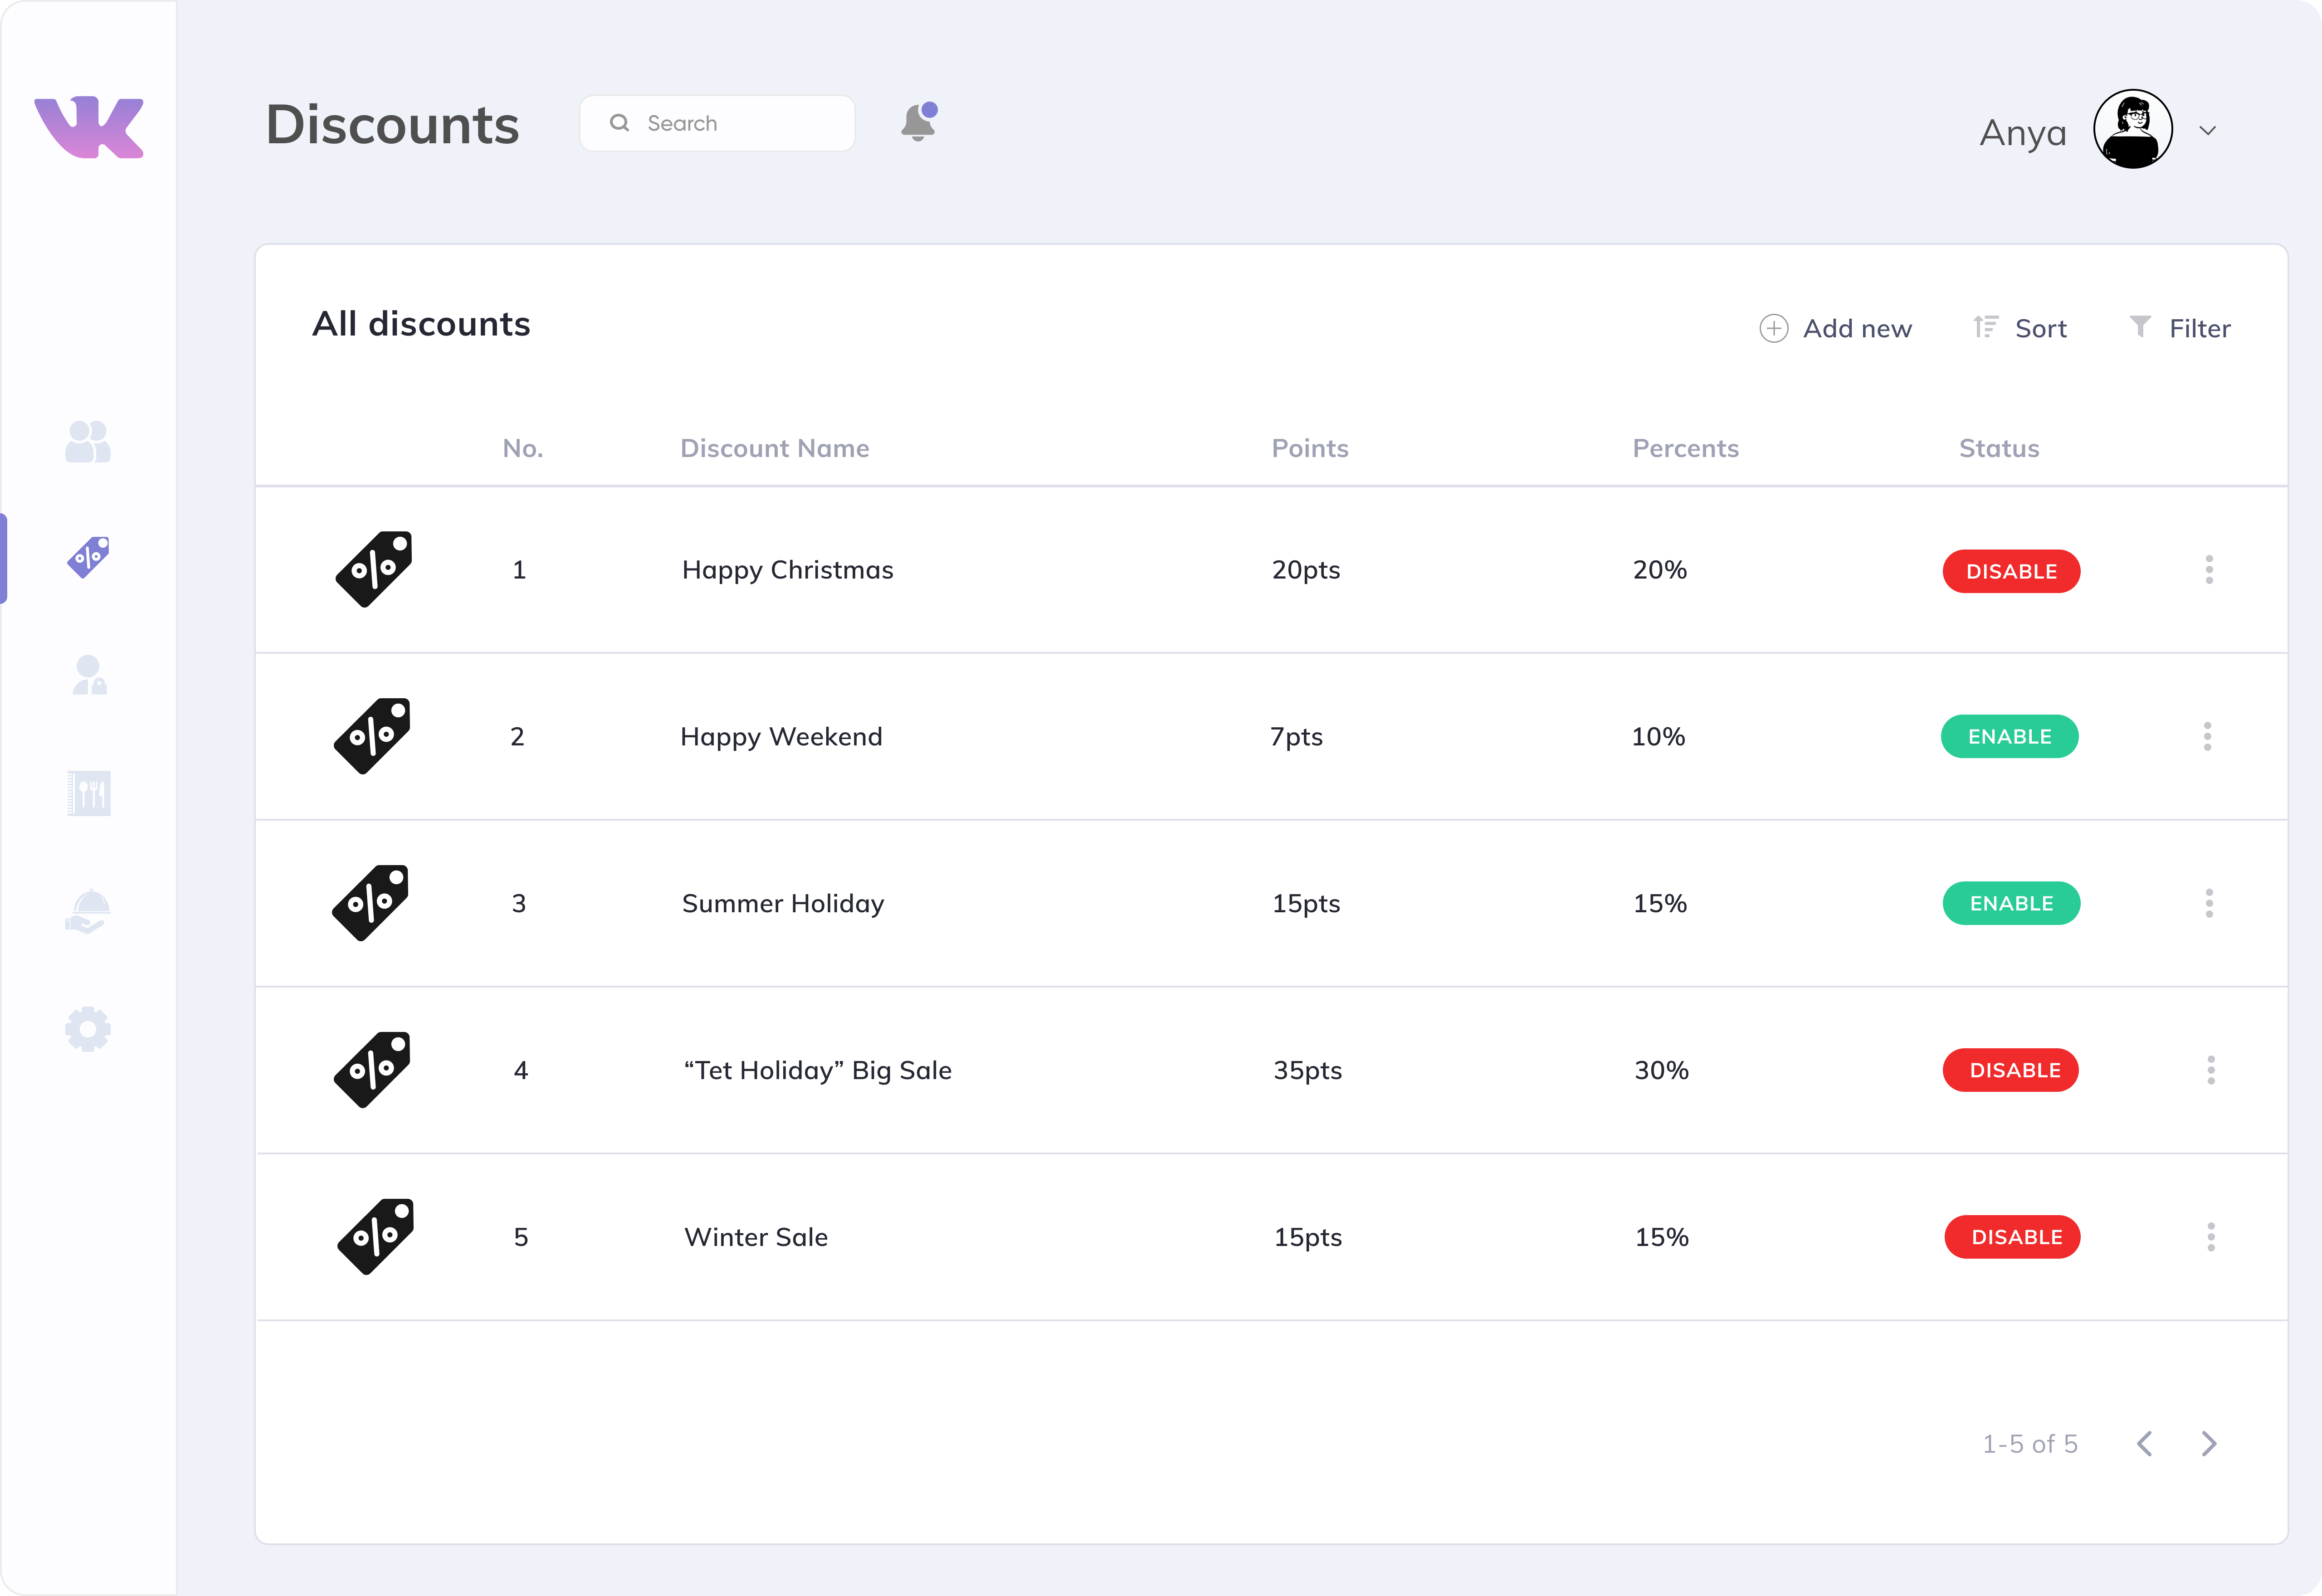 VK
Discounts
Search
Anya
All discounts
Add new
Sort
Filter
No. Discount Name Points Percents Status
1 Happy Christmas 20pts 20% DISABLE
2 Happy Weekend 7pts 10% ENABLE
3 Summer Holiday 15pts 15% ENABLE
4 “Tet Holiday” Big Sale 35pts 30% DISABLE
5 Winter Sale 15pts 15% DISABLE
1-5 of 5